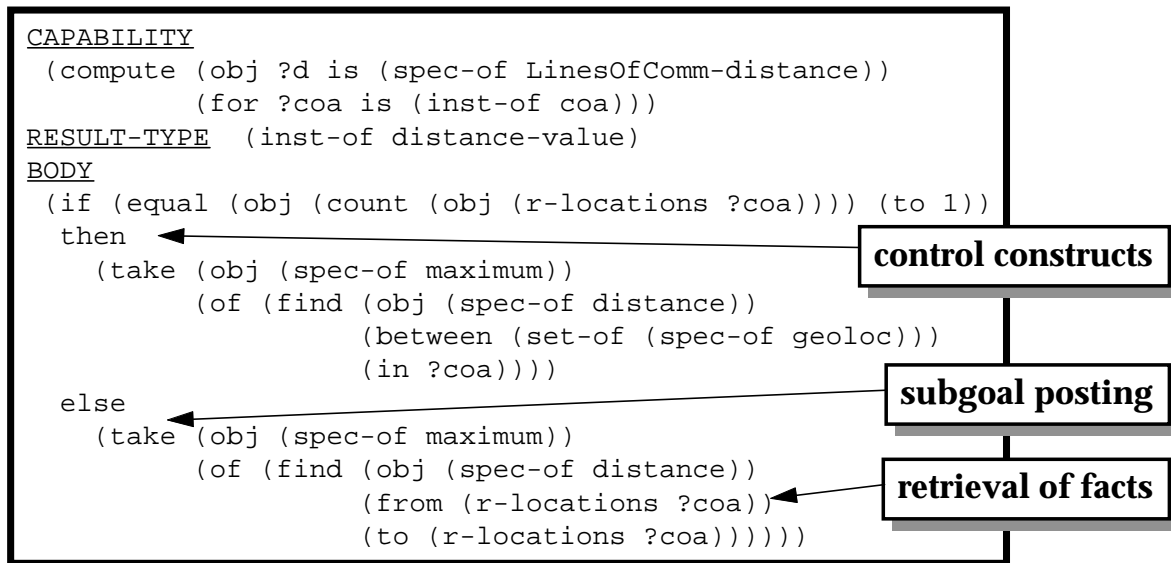 CAPABILITY
(compute (obj ?d is (spec-of LinesOfComm-distance))
(for ?coa is (inst-of coa)))
RESULT-TYPE (inst-of distance-value)
BODY
(if (equal (obj (count (obj (r-locations ?coa)))) (to 1))
then
control constructs
(take (obj (spec-of maximum))
(of (find (obj (spec-of distance))
(between (set-of (spec-of geoloc)))
(in ?coa))))
else
subgoal posting
(take (obj (spec-of maximum))
(of (find (obj (spec-of distance))
(from (r-locations ?coa))
retrieval of facts
(to (r-locations ?coa))))))